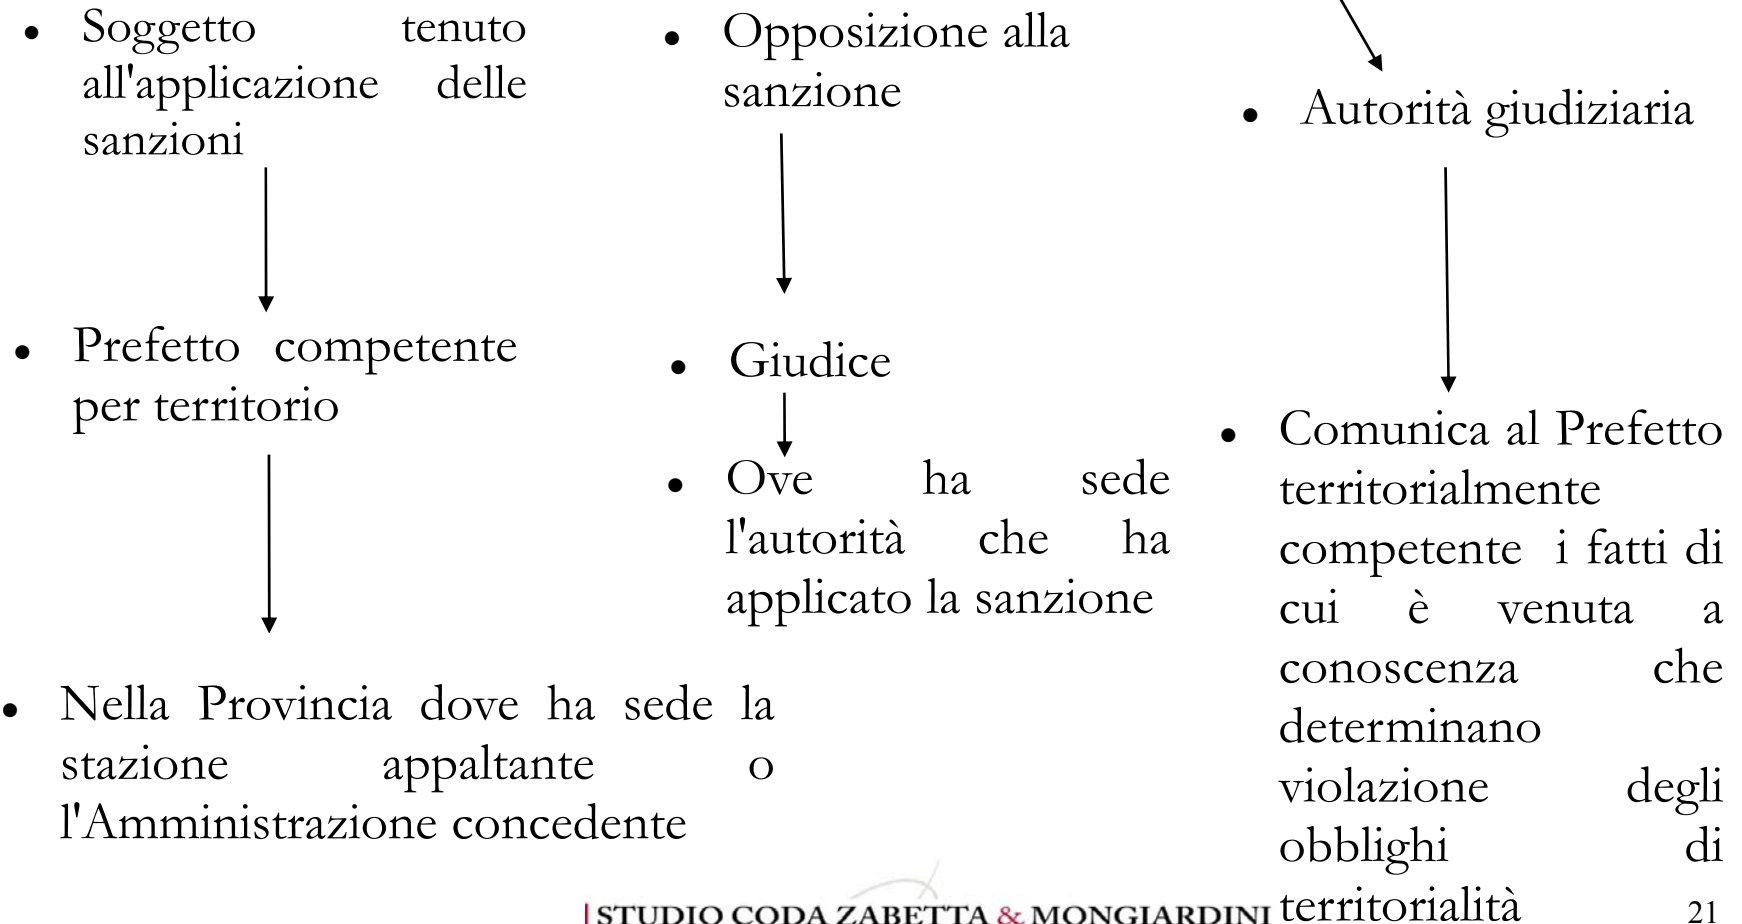 Soggetto tenuto
all'applicazione delle
sanzioni
Prefetto competente
per territorio
Nella Provincia dove ha sede la
stazione appaltante o
l'Amministrazione concedente
Opposizione alla
sanzione
Giudice
Ove ha sede
l'autorità che ha
applicato la sanzione
Autorità giudiziaria
Comunica al Prefetto
territorialmente
competente i fatti di
cui è venuta a
conoscenza che
determinano
violazione degli
obblighi di
territorialità
STUDIO CODA ZABETTA & MONGIARDINI
21